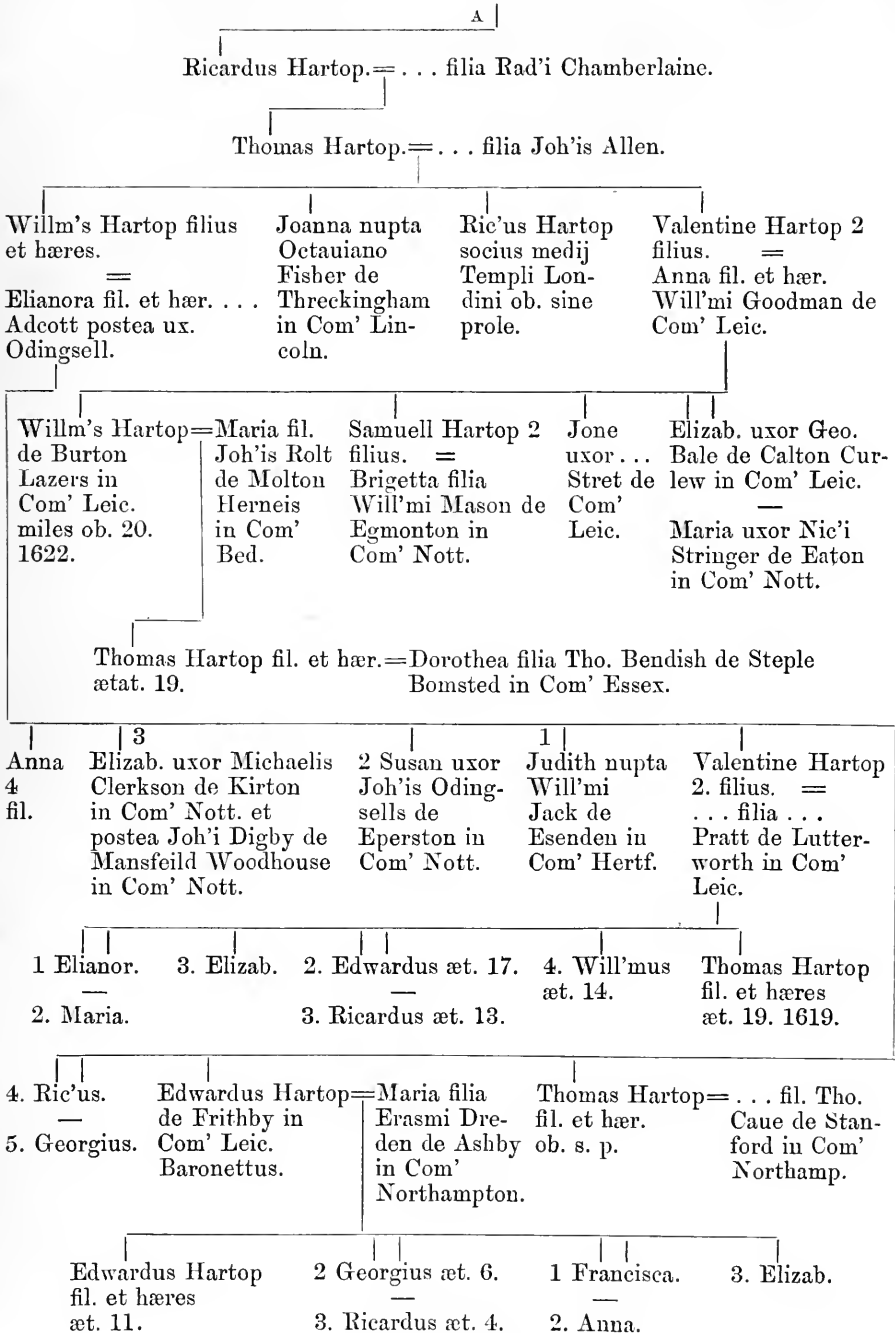 A
Ricardus Hartop.= . . . filia Rad'i Chamberlaine.
Thomas Hartop.= . . . filia Joh'is Allen.
Willm's Hartop filius
et hæres.
=
Elianora fil. et hær. . . .
Adcott postea ux.
Odingsell.
Joanna nupta
Octauiano
Fisher de
Threckingham
in Com' Lin-
coln.
Ric'us Hartop
socius medij
Templi Lon-
dini ob. sine
prole.
Valentine Hartop 2
filius. =
Anna fil. et hær.
Will'mi Goodman de
Com' Leic.
Willm's Hartop=
de Burton
Lazers in
Com' Leic.
miles ob. 20.
1622.
Maria fil.
Joh'is Rolt
de Molton
Herneis
in Com'
Bed.
Samuell Hartop 2
filius. =
Brigetta filia
Will'mi Mason de
Egmonton in
Com' Nott.
Jone
uxor . . .
Stret de
Com'
Leic.
Elizab. uxor Geo.
Bale de Calton Cur-
lew in Com' Leic.
—
Maria uxor Nic'i
Stringer de Eaton
in Com' Nott.
Thomas Hartop fil. et hær.=
ætat. 19.
Dorothea filia Tho. Bendish de Steple
Bomsted in Com' Essex.
Anna
4
fil.
3
Elizab. uxor Michaelis
Clerkson de Kirton
in Com' Nott. et
postea Joh'i Digby de
Mansfeild Woodhouse
in Com' Nott.
2 Susan uxor
Joh'is Oding-
sells de
Eperston in
Com' Nott.
1
Judith nupta
Will'mi
Jack de
Esenden in
Com' Hertf.
Valentine Hartop
2. filius. =
. . . filia . . .
Pratt de Lutter-
worth in Com'
Leic.
1 Elianor.
—
2. Maria.
3. Elizab.
2. Edwardus æt. 17.
—
3. Ricardus æt. 13.
4. Will'mus
æt. 14.
Thomas Hartop
fil. et hæres
æt. 19. 1619.
4. Ric'us.
—
5. Georgius.
Edwardus Hartop=
de Frithby in
Com' Leic.
Baronettus.
Maria filia
Erasmi Dre-
den de Ashby
in Com'
Northampton.
Thomas Hartop=
fil. et hær.
ob. s. p.
. . . fil. Tho.
Caue de Stan-
ford in Com'
Northamp.
Edwardus Hartop
fil. et hæres
æt. 11.
2 Georgius æt. 6.
—
3. Ricardus æt. 4.
1 Francisca.
—
2. Anna.
3. Elizab.